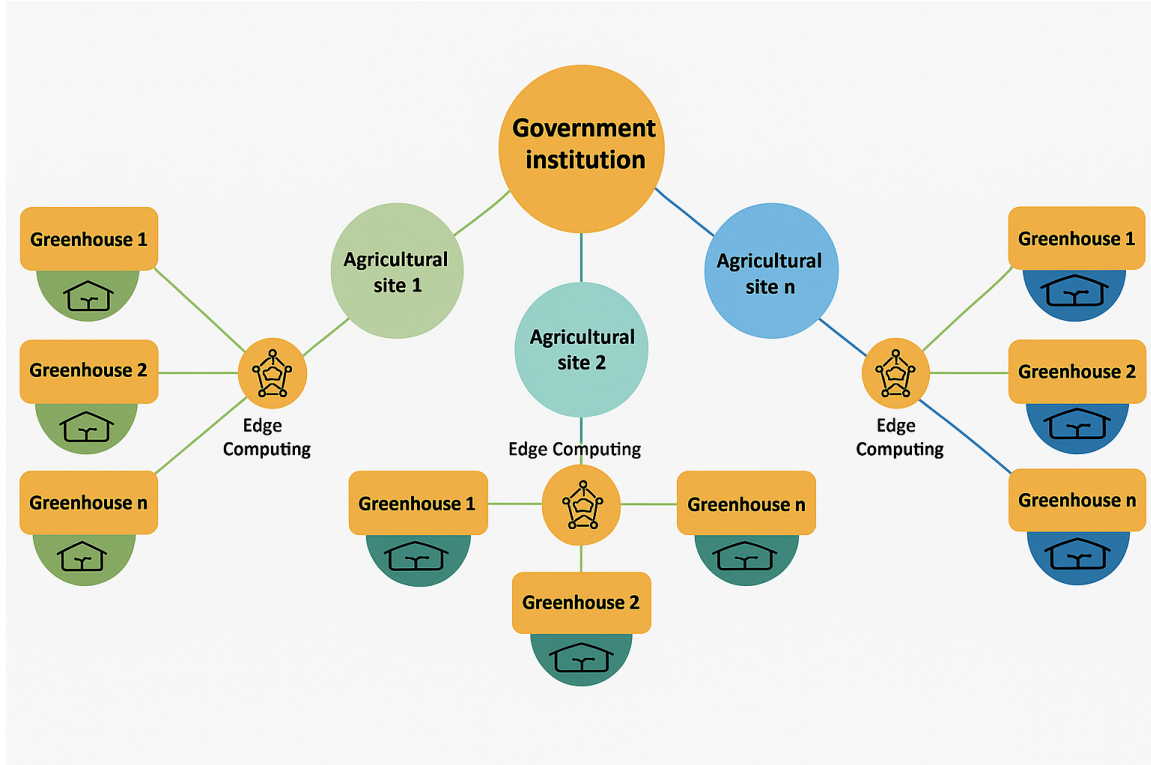 Government
institution
Agricultural
site 1
Agricultural
site 2
Agricultural
site n
Greenhouse 1
Greenhouse 2
Greenhouse n
Edge
Computing
Edge Computing
Greenhouse 1
Greenhouse 2
Greenhouse n
Edge
Computing
Greenhouse 1
Greenhouse 2
Greenhouse n